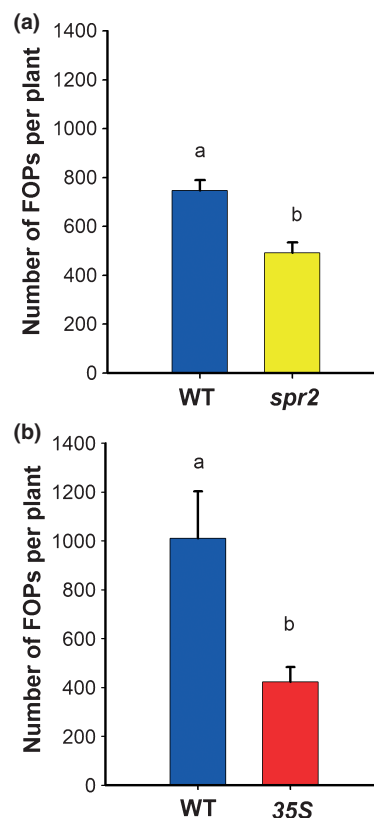 (a)
Number of FOPs per plant
1400
1200
1000
800
600
400
200
0
a
b
WT
spr2
(b)
Number of FOPs per plant
1400
1200
1000
800
600
400
200
0
a
b
WT
35S